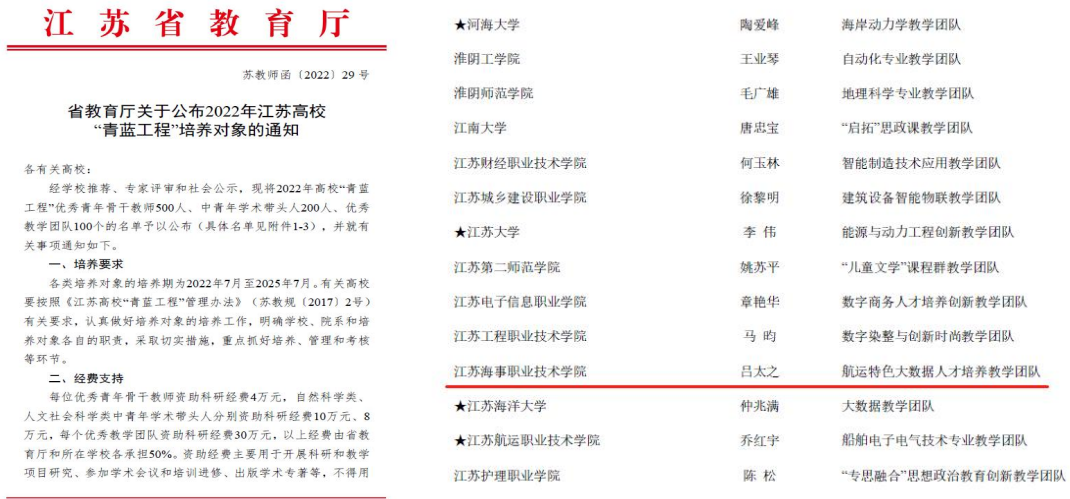 江苏省教育厅
苏教师函〔2022〕29号
省教育厅关于公布2022年江苏高校
“青蓝工程”培养对象的通知
各有关高校：
经学校推荐、专家评审和社会公示，现将2022年高校“青蓝
工程”优秀青年骨干教师500人、中青年学术带头人200人、优秀
教学团队100个的名单予以公布（具体名单见附件1-3），并就有
关事项通知如下。
一、培养要求
各类培养对象的培养期为2022年7月至2025年7月。有关高校
要按照《江苏高校“青蓝工程”管理办法》（苏教规〔2017〕2号）
有关要求，认真做好培养对象的培养工作，明确学校、院系和培
养对象各自的职责，采取切实措施，重点抓好培养、管理和考核
等环节。
二、经费支持
每位优秀青年骨干教师资助科研经费4万元，自然科学类、
人文社会科学类中青年学术带头人分别资助科研经费10万元、8
万元，每个优秀教学团队资助科研经费30万元，以上经费由省教
育厅和所在学校各承担50%。资助经费主要用于开展科研和教学
项目研究、参加学术会议和培训进修、出版学术专著等，不得用
★河海大学 陶爱峰 海岸动力学教学团队
淮阴工学院 王业琴 自动化专业教学团队
淮阴师范学院 毛广雄 地理科学专业教学团队
江南大学 唐忠宝 “启拓”思政课教学团队
江苏财经职业技术学院 何玉林 智能制造技术应用教学团队
江苏城乡建设职业学院 徐黎明 建筑设备智能物联教学团队
★江苏大学 李伟 能源与动力工程创新教学团队
江苏第二师范学院 姚苏平 “儿童文学”课程群教学团队
江苏电子信息职业学院 章艳华 数字商务人才培养创新教学团队
江苏工程职业技术学院 马昀 数字染整与创新时尚教学团队
江苏海事职业技术学院 吕太之 航运特色大数据人才培养教学团队
★江苏海洋大学 仲兆满 大数据教学团队
★江苏航运职业技术学院 乔红宇 船舶电子电气技术专业教学团队
江苏护理职业学院 陈松 “专思融合”思想政治教育创新教学团队